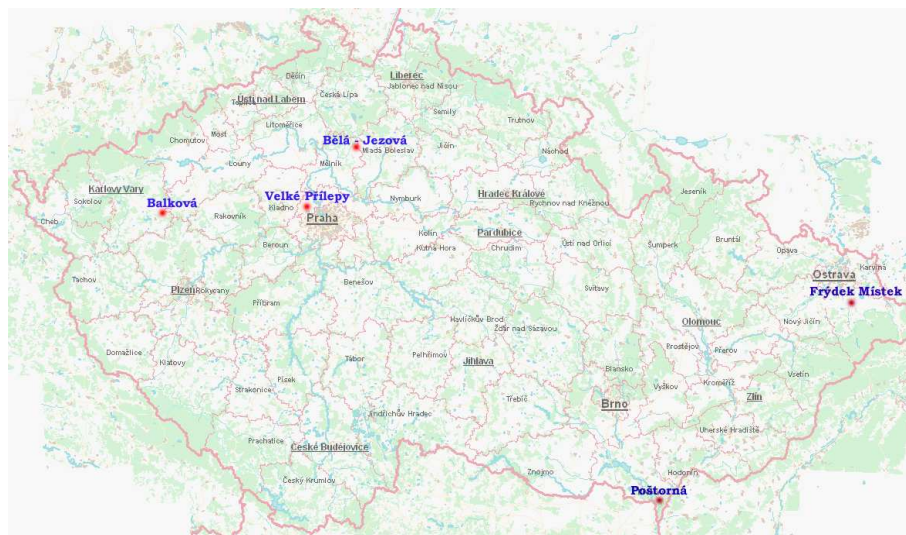 Děčín
Liberec
Jablonec nad Nisou
Ústí nad Labem
Česká Lípa
Semily
Litoměřice
Trutnov
Most
Chomutov
Bělá - Jezová
Mladá Boleslav
Jičín
Louny
Mělník
Náchod
Karlovy Vary
Sokolov
Balková
Velké Přílepy
Nymburk
Hradec Králové
Rychnov nad Kněžnou
Jeseník
Cheb
Rakovník
Kladno
Praha
Kolín
Pardubice
Beroun
Kutná Hora
Chrudim
Ústí nad Orlicí
Šumperk
Bruntál
Opava
Karviná
Ostrava
Tachov
Plzeň
Rokycany
Benešov
Svitavy
Frýdek Místek
Příbram
Havlíčkův Brod
Žďár nad Sázavou
Olomouc
Nový Jičín
Domažlice
Klatovy
Tábor
Pelhřimov
Jihlava
Prostějov
Přerov
Blansko
Vsetín
Písek
Strakonice
Třebíč
Vyškov
Kroměříž
Brno
Zlín
Jindřichův Hradec
Uherské Hradiště
Prachatice
České Budějovice
Znojmo
Hodonín
Český Krumlov
Poštorná